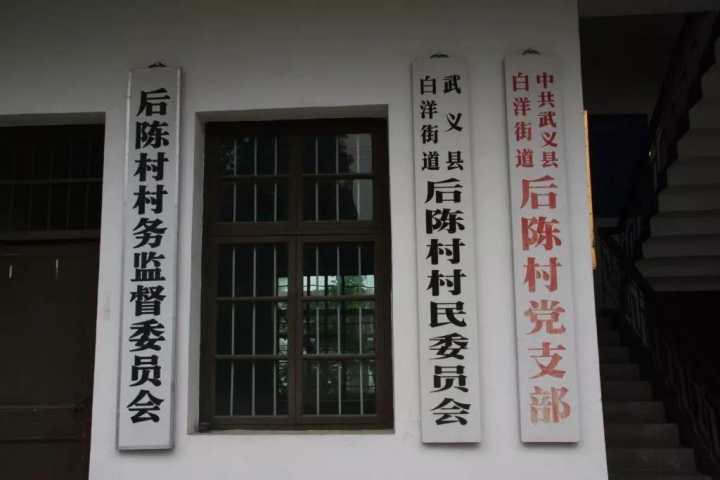 后陈村村务监督委员会
武义县
白洋街道
后陈村村民委员会
中共武义县
白洋街道
后陈村党支部